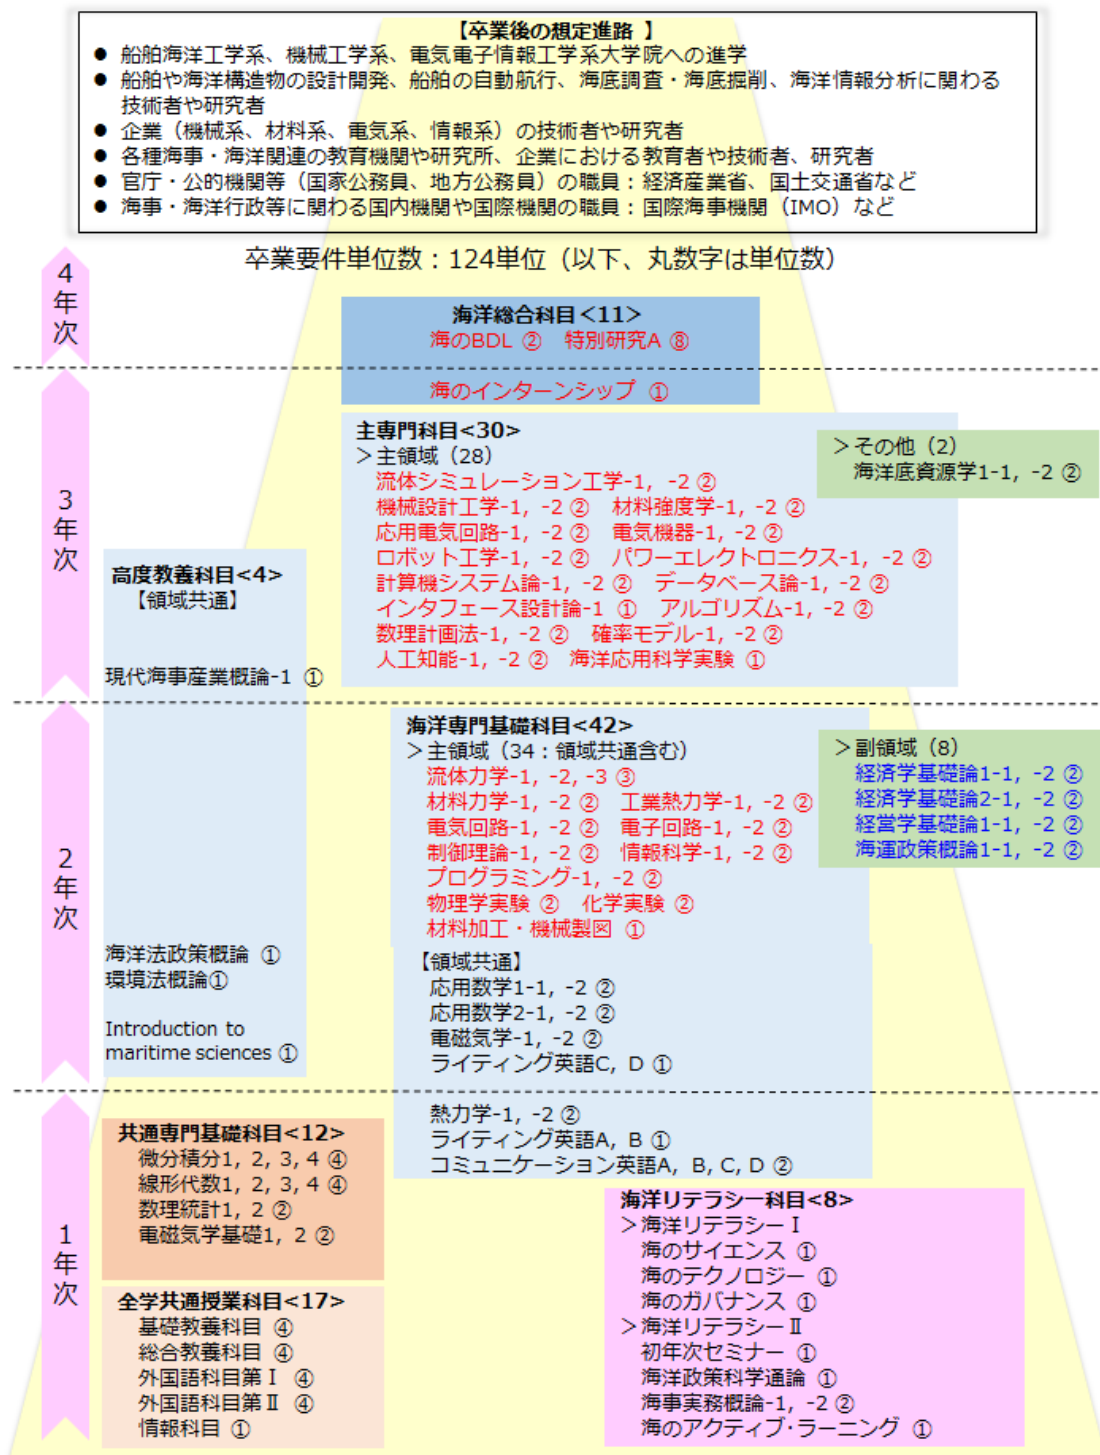 【卒業後の想定進路 】
● 船舶海洋工学系、機械工学系、電気電子情報工学系大学院への進学
● 船舶や海洋構造物の設計開発、船舶の自動航行、海底調査・海底掘削、海洋情報分析に関わる
技術者や研究者
● 企業（機械系、材料系、電気系、情報系）の技術者や研究者
● 各種海事・海洋関連の教育機関や研究所、企業における教育者や技術者、研究者
● 官庁・公的機関等（国家公務員、地方公務員）の職員：経済産業省、国土交通省など
● 海事・海洋行政等に関わる国内機関や国際機関の職員：国際海事機関（IMO）など
卒業要件単位数：124単位（以下、丸数字は単位数）
4年次
海洋総合科目<11>
海のBDL ② 特別研究A ⑧
海のインターンシップ ①
3年次
主専門科目<30>
＞主領域（28）
流体シミュレーション工学-1, -2 ②
機械設計工学-1, -2 ② 材料強度学-1, -2 ②
応用電気回路-1, -2 ② 電気機器-1, -2 ②
ロボット工学-1, -2 ② パワーエレクトロニクス-1, -2 ②
計算機システム論-1, -2 ② データベース論-1, -2 ②
インタフェース設計論-1 ① アルゴリズム-1, -2 ②
数理計画法-1, -2 ② 確率モデル-1, -2 ②
人工知能-1, -2 ② 海洋応用科学実験 ①
＞その他（2）
海洋底資源学1-1, -2 ②
高度教養科目<4>
【領域共通】
現代海事産業概論-1 ①
2年次
海洋専門基礎科目<42>
＞主領域（34：領域共通含む）
流体力学-1, -2, -3 ③
材料力学-1, -2 ② 工業熱力学-1, -2 ②
電気回路-1, -2 ② 電子回路-1, -2 ②
制御理論-1, -2 ② 情報科学-1, -2 ②
プログラミング-1, -2 ②
物理学実験 ② 化学実験 ②
材料加工・機械製図 ①
＞副領域（8）
経済学基礎論1-1, -2 ②
経済学基礎論2-1, -2 ②
経営学基礎論1-1, -2 ②
海運政策概論1-1, -2 ②
海洋法政策概論 ①
環境法概論①
Introduction to
maritime sciences ①
【領域共通】
応用数学1-1, -2 ②
応用数学2-1, -2 ②
電磁気学-1, -2 ②
ライティング英語C, D ①
熱力学-1, -2 ②
ライティング英語A, B ①
コミュニケーション英語A, B, C, D ②
1年次
共通専門基礎科目<12>
微分積分1, 2, 3, 4 ④
線形代数1, 2, 3, 4 ④
数理統計1, 2 ②
電磁気学基礎1, 2 ②
全学共通授業科目<17>
基礎教養科目 ④
総合教養科目 ④
外国語科目第Ⅰ ④
外国語科目第Ⅱ ④
情報科目 ①
海洋リテラシー科目<8>
＞海洋リテラシーⅠ
海のサイエンス ①
海のテクノロジー ①
海のガバナンス ①
＞海洋リテラシーⅡ
初年次セミナー ①
海洋政策科学通論 ①
海事実務概論-1, -2 ②
海のアクティブ･ラーニング ①